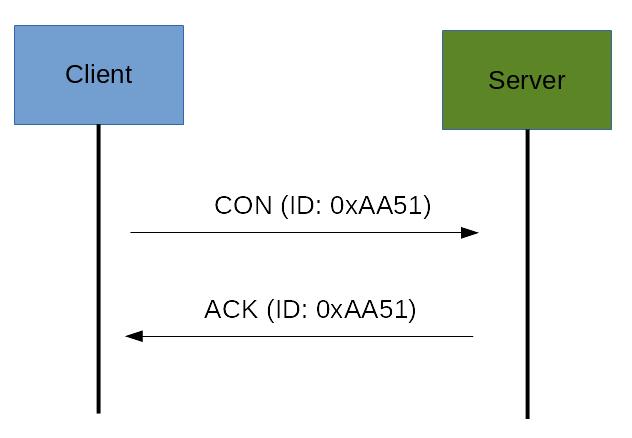 Client
Server
CON (ID: 0xAA51)
ACK (ID: 0xAA51)